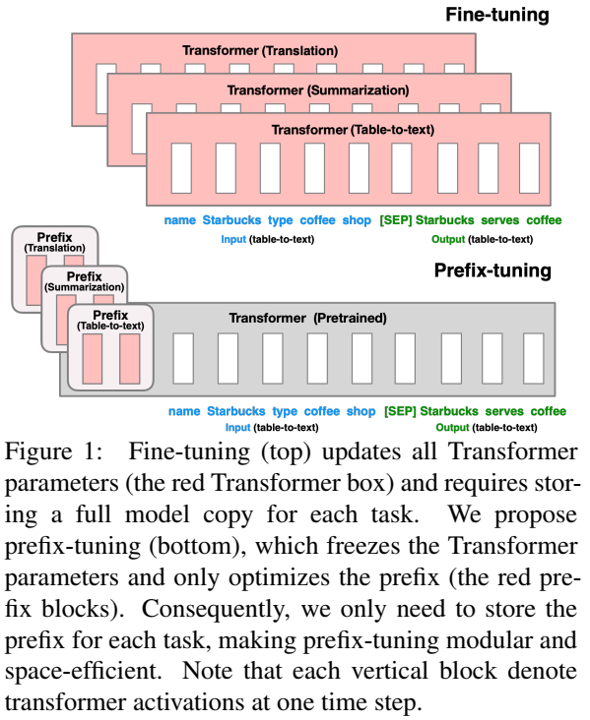 Fine-tuning
Transformer (Translation)
Transformer (Summarization)
Transformer (Table-to-text)
name Starbucks type coffee shop [SEP] Starbucks serves coffee
Input (table-to-text) Output (table-to-text)
Prefix-tuning
Prefix
(Translation)
Prefix
(Summarization)
Prefix
(Table-to-text)
Transformer (Pretrained)
name Starbucks type coffee shop [SEP] Starbucks serves coffee
Input (table-to-text) Output (table-to-text)
Figure 1: Fine-tuning (top) updates all Transformer
parameters (the red Transformer box) and requires stor-
ing a full model copy for each task. We propose
prefix-tuning (bottom), which freezes the Transformer
parameters and only optimizes the prefix (the red pre-
fix blocks). Consequently, we only need to store the
prefix for each task, making prefix-tuning modular and
space-efficient. Note that each vertical block denote
transformer activations at one time step.